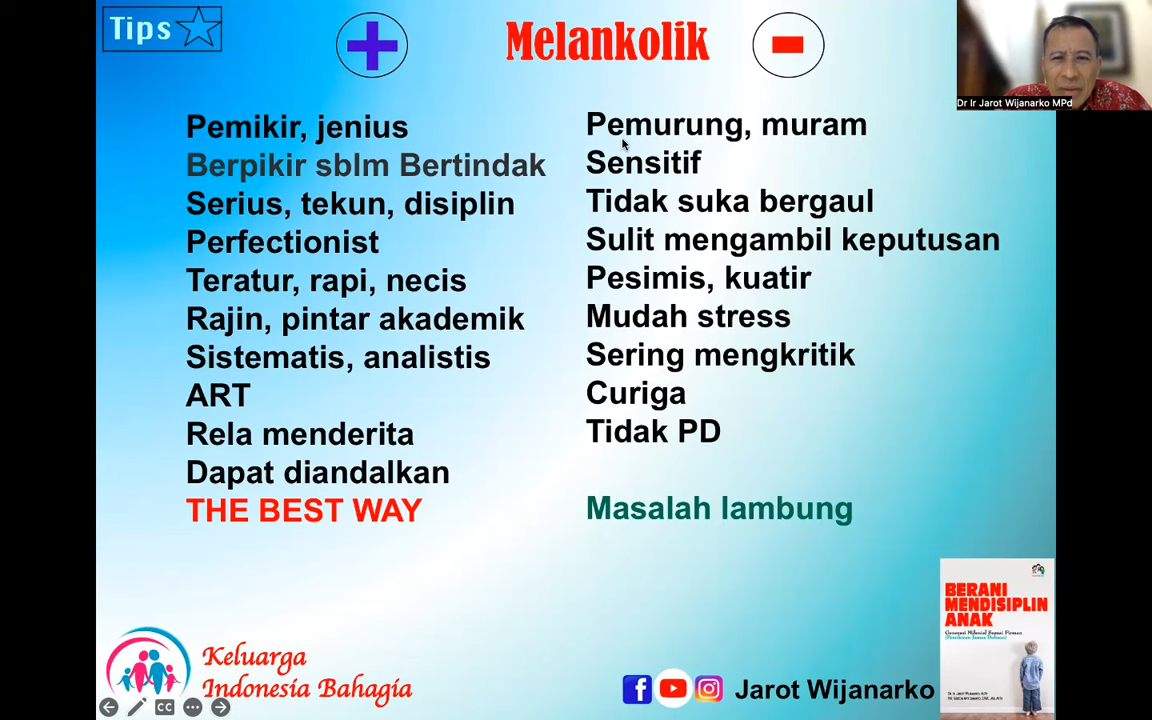 Tips
Melankolik
Dr Ir Jarot Wijanarko MPd
Pemikir, jenius
Berpikir sblm Bertindak
Serius, tekun, disiplin
Perfectionist
Teratur, rapi, necis
Rajin, pintar akademik
Sistematis, analistis
ART
Rela menderita
Dapat diandalkan
THE BEST WAY
Pemurung, muram
Sensitif
Tidak suka bergaul
Sulit mengambil keputusan
Pesimis, kuatir
Mudah stress
Sering mengkritik
Curiga
Tidak PD
Masalah lambung
BERANI
MENDISIPLIN
ANAK
Keluarga
Indonesia Bahagia
CC
Jarot Wijanarko